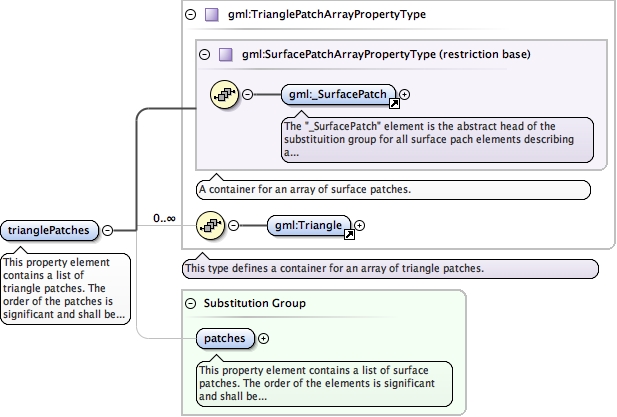 gml:TrianglePatchArrayPropertyType
gml:SurfacePatchArrayPropertyType (restriction base)
gml:_SurfacePatch
The "_SurfacePatch" element is the abstract head of the
substituition group for all surface pach elements describing
a...
A container for an array of surface patches.
0..∞
gml:Triangle
This type defines a container for an array of triangle patches.
trianglePatches
This property element
contains a list of
triangle patches. The
order of the patches is
significant and shall be...
Substitution Group
patches
This property element contains a list of surface
patches. The order of the elements is significant
and shall be...